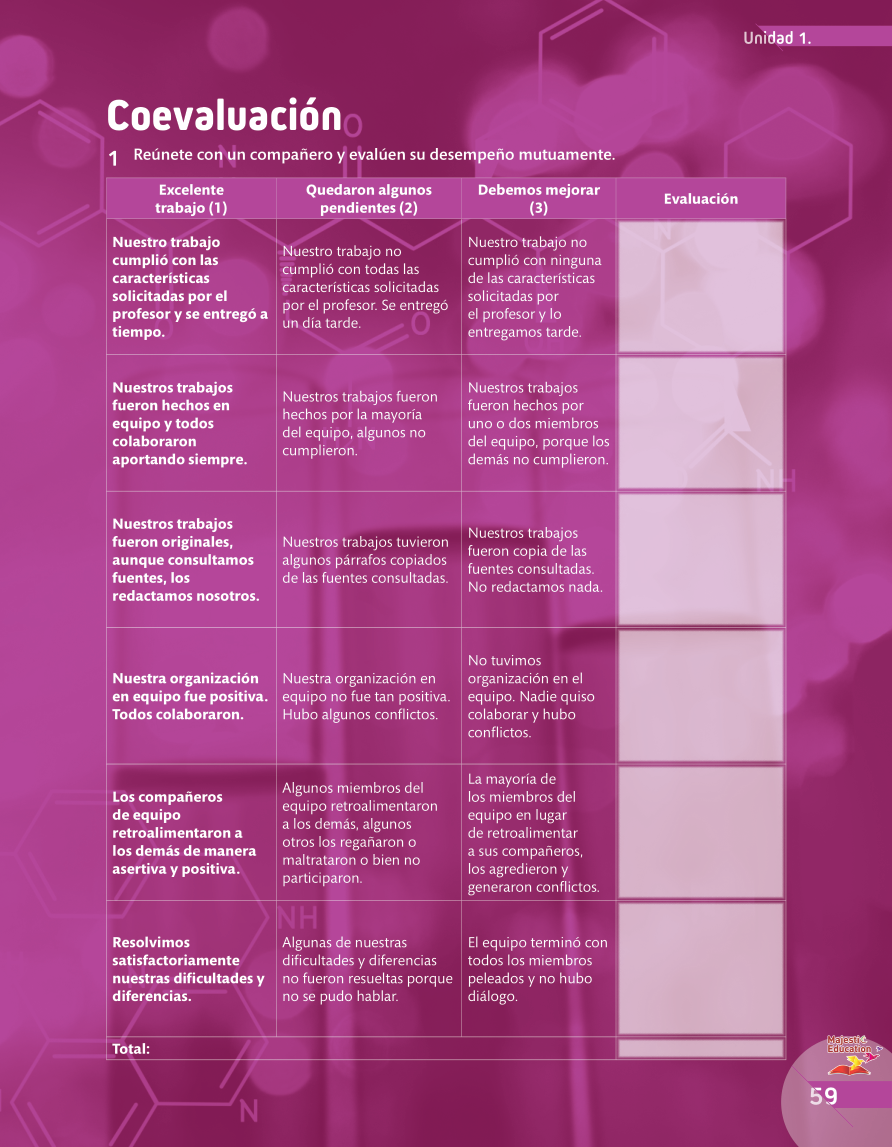 Unidad 1.
Coevaluación
1 Reúnete con un compañero y evalúen su desempeño mutuamente.
Excelente
trabajo (1)
Quedaron algunos
pendientes (2)
Debemos mejorar
(3)
Evaluación
Nuestro trabajo
cumplió con las
características
solicitadas por el
profesor y se entregó a
tiempo.
Nuestro trabajo no
cumplió con todas las
características solicitadas
por el profesor. Se entregó
un día tarde.
Nuestro trabajo no
cumplió con ninguna
de las características
solicitadas por
el profesor y lo
entregamos tarde.
Nuestros trabajos
fueron hechos en
equipo y todos
colaboraron
aportando siempre.
Nuestros trabajos fueron
hechos por la mayoría
del equipo, algunos no
cumplieron.
Nuestros trabajos
fueron hechos por
uno o dos miembros
del equipo, porque los
demás no cumplieron.
Nuestros trabajos
fueron originales,
aunque consultamos
fuentes, los
redactamos nosotros.
Nuestros trabajos tuvieron
algunos párrafos copiados
de las fuentes consultadas.
Nuestros trabajos
fueron copia de las
fuentes consultadas.
No redactamos nada.
Nuestra organización
en equipo fue positiva.
Todos colaboraron.
Nuestra organización en
equipo no fue tan positiva.
Hubo algunos conflictos.
No tuvimos
organización en el
equipo. Nadie quiso
colaborar y hubo
conflictos.
Los compañeros
de equipo
retroalimentaron a
los demás de manera
asertiva y positiva.
Algunos miembros del
equipo retroalimentaron
a los demás, algunos
otros los regañaron o
maltrataron o bien no
participaron.
La mayoría de
los miembros del
equipo en lugar
de retroalimentar
a sus compañeros,
los agredieron y
generaron conflictos.
Resolvimos
satisfactoriamente
nuestras dificultades y
diferencias.
Algunas de nuestras
dificultades y diferencias
no fueron resueltas porque
no se pudo hablar.
El equipo terminó con
todos los miembros
peleados y no hubo
diálogo.
Total:
Majestic
Education
59
O
N
N
O
NH
NH
N